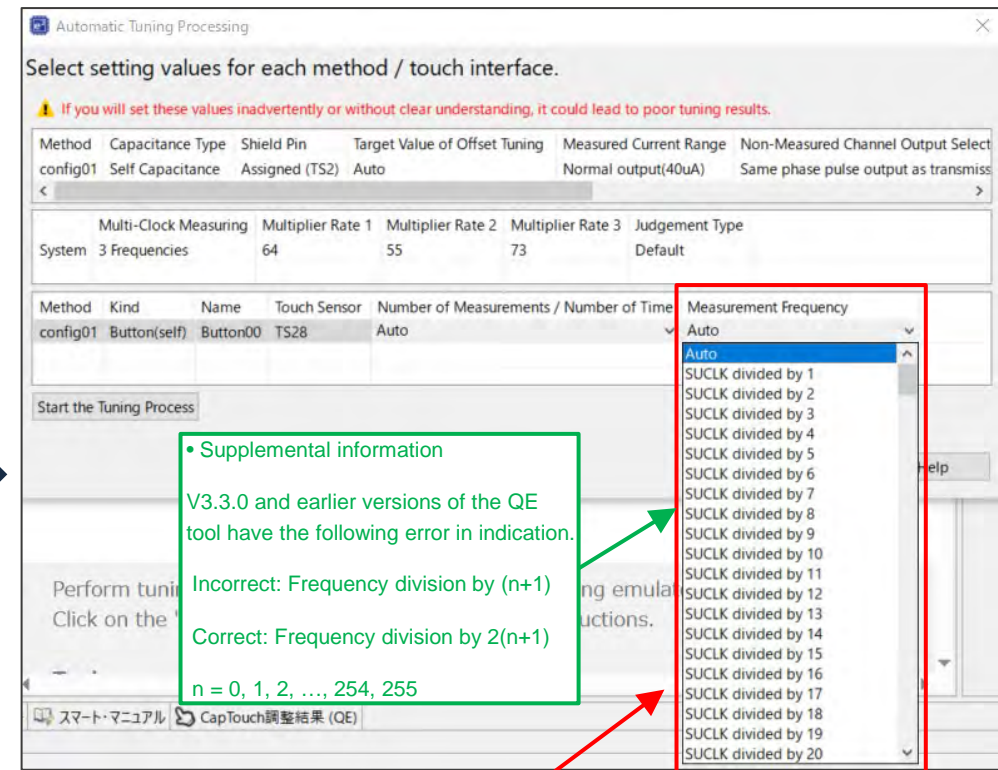 Automatic Tuning Processing
Select setting values for each method / touch interface.
If you will set these values inadvertently or without clear understanding, it could lead to poor tuning results.
Method Capacitance Type Shield Pin Target Value of Offset Tuning Measured Current Range Non-Measured Channel Output Select
config01 Self Capacitance Assigned (TS2) Auto Normal output(40uA) Same phase pulse output as transmiss
Multi-Clock Measuring Multiplier Rate 1 Multiplier Rate 2 Multiplier Rate 3 Judgement Type
System 3 Frequencies 64 55 73 Default
Method Kind Name Touch Sensor Number of Measurements / Number of Time Measurement Frequency
config01 Button(self) Button00 TS28 Auto Auto
Auto
SUCLK divided by 1
SUCLK divided by 2
SUCLK divided by 3
SUCLK divided by 4
SUCLK divided by 5
SUCLK divided by 6
SUCLK divided by 7
SUCLK divided by 8
SUCLK divided by 9
SUCLK divided by 10
SUCLK divided by 11
SUCLK divided by 12
SUCLK divided by 13
SUCLK divided by 14
SUCLK divided by 15
SUCLK divided by 16
SUCLK divided by 17
SUCLK divided by 18
SUCLK divided by 19
SUCLK divided by 20
Start the Tuning Process
Help
• Supplemental information
V3.3.0 and earlier versions of the QE
tool have the following error in indication.
Incorrect: Frequency division by (n+1)
Correct: Frequency division by 2(n+1)
n = 0, 1, 2, …, 254, 255
Perform tuni ng emula
Click on the uctions.
スマート・マニュアル CapTouch調整結果 (QE)